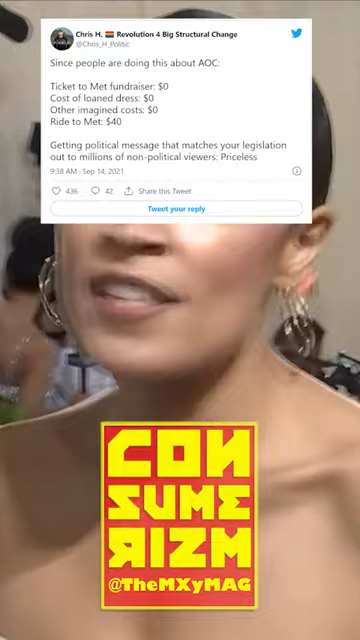 Chris H. 🏳️‍🌈 Revolution 4 Big Structural Change
@Chris_H_Politic
Since people are doing this about AOC:
Ticket to Met fundraiser: $0
Cost of loaned dress: $0
Other imagined costs: $0
Ride to Met: $40
Getting political message that matches your legislation
out to millions of non-political viewers: Priceless
9:38 AM · Sep 14, 2021
436 42 Share this Tweet
Tweet your reply
CON
SUME
ЯIZM
@TheMXyMAG